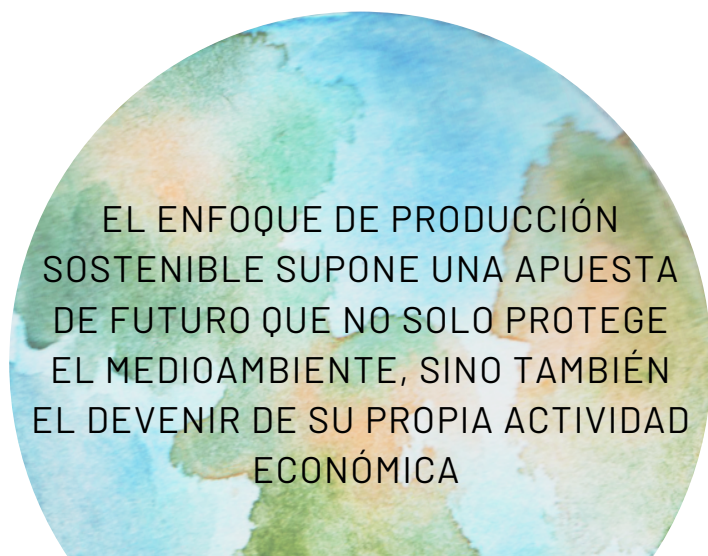 EL ENFOQUE DE PRODUCCIÓN
SOSTENIBLE SUPONE UNA APUESTA
DE FUTURO QUE NO SOLO PROTEGE
EL MEDIOAMBIENTE, SINO TAMBIÉN
EL DEVENIR DE SU PROPIA ACTIVIDAD
ECONÓMICA